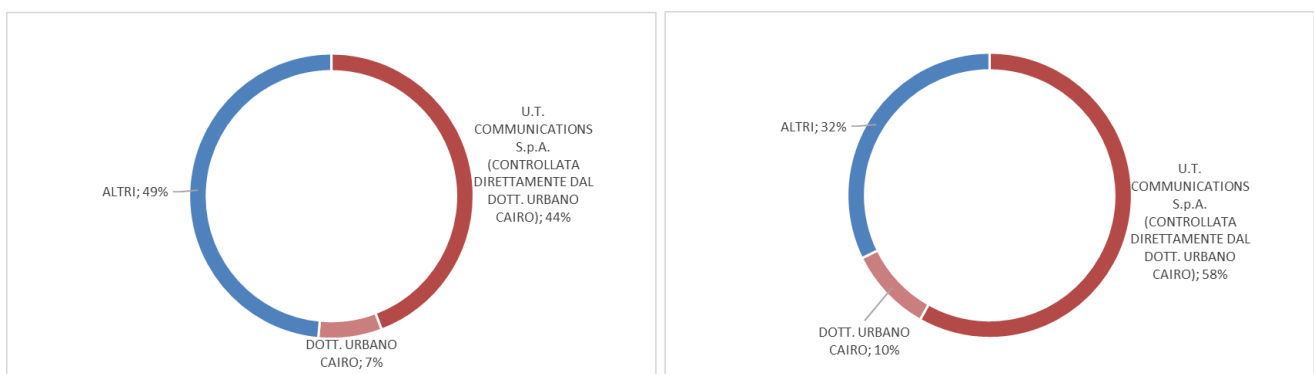 ALTRI; 49%
U.T.
COMMUNICATIONS
S.p.A.
(CONTROLLATA
DIRETTAMENTE DAL
DOTT. URBANO
CAIRO); 44%
DOTT. URBANO
CAIRO; 7%
ALTRI; 32%
U.T.
COMMUNICATIONS
S.p.A.
(CONTROLLATA
DIRETTAMENTE DAL
DOTT. URBANO
CAIRO); 58%
DOTT. URBANO
CAIRO; 10%